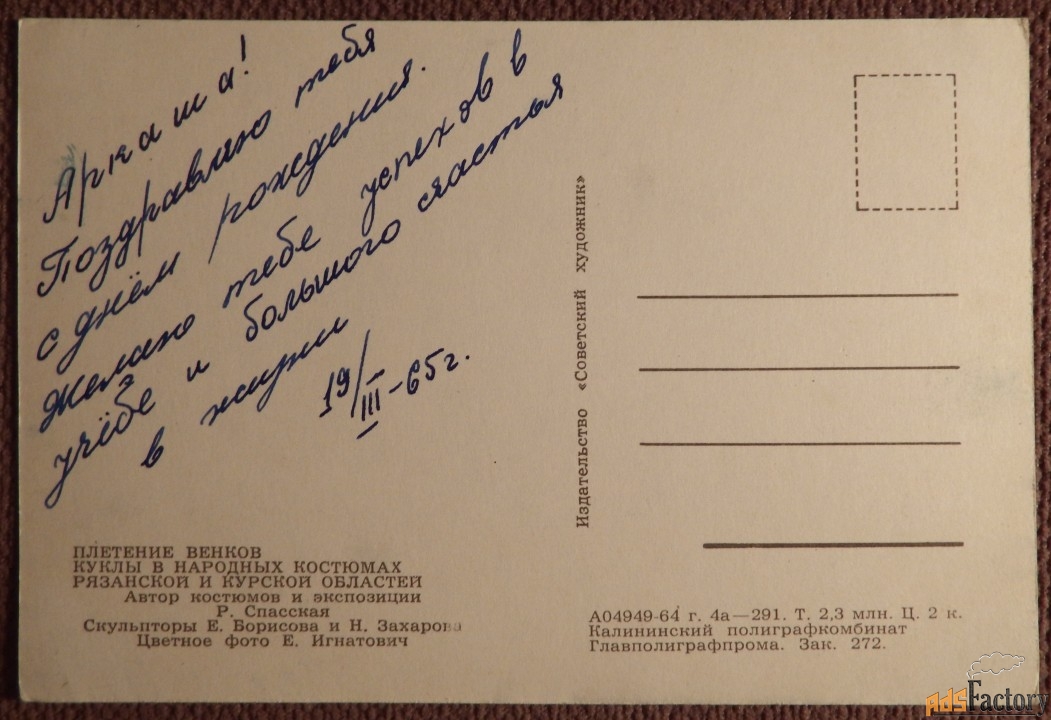 Аркаша!
Поздравляю тебя
с днём рождения.
Желаю тебе успехов в
учёбе и большого счастья
в жизни
19/III-65г.
ПЛЕТЕНИЕ ВЕНКОВ
КУКЛЫ В НАРОДНЫХ КОСТЮМАХ
РЯЗАНСКОЙ И КУРСКОЙ ОБЛАСТЕЙ
Автор костюмов и экспозиции
Р. Спасская
Скульпторы Е. Борисова и Н. Захарова
Цветное фото Е. Игнатович
Издательство «Советский художник»
А04949-64 г. 4а—291. Т. 2,3 млн. Ц. 2 к.
Калининский полиграфкомбинат
Главполиграфпрома. Зак. 272.
AdsFactory